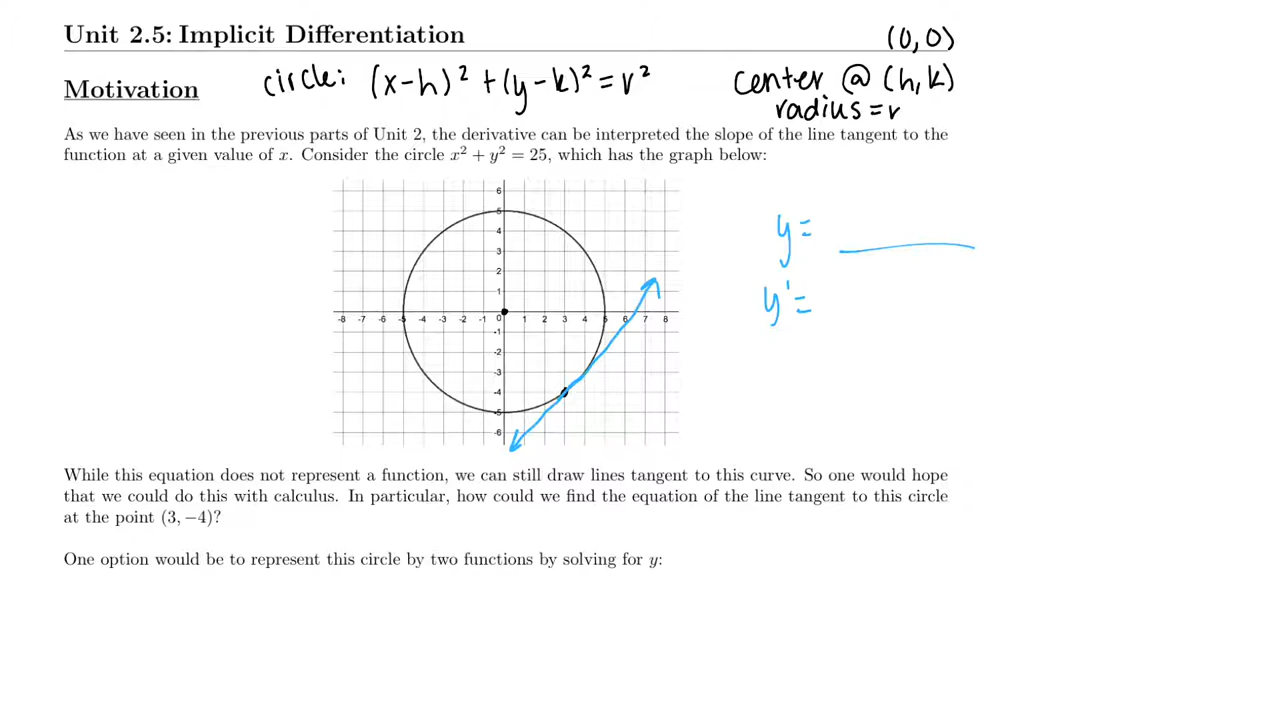 Unit 2.5: Implicit Differentiation
(0,0)
Motivation
circle: (x-h)² + (y-k)² = r²
center @ (h, k)
radius = r
As we have seen in the previous parts of Unit 2, the derivative can be interpreted the slope of the line tangent to the
function at a given value of x. Consider the circle x² + y² = 25, which has the graph below:
6
5
4
3
2
1
-8 -7 -6 -5 -4 -3 -2 -1 0 1 2 3 4 5 6 7 8
-1
-2
-3
-4
-5
-6
y =
y' =
While this equation does not represent a function, we can still draw lines tangent to this curve. So one would hope
that we could do this with calculus. In particular, how could we find the equation of the line tangent to this circle
at the point (3, −4)?
One option would be to represent this circle by two functions by solving for y: